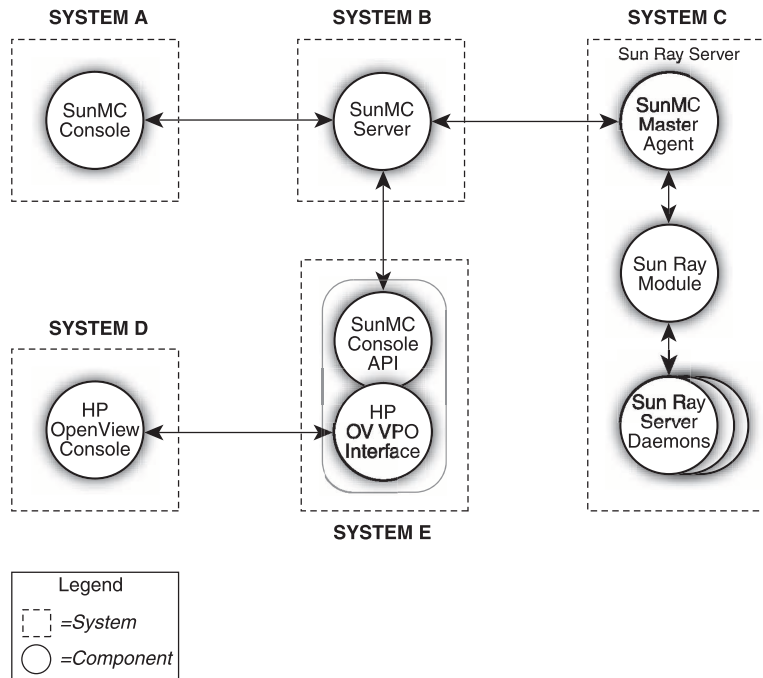 SYSTEM A
SYSTEM B
SYSTEM C
Sun Ray Server
SunMC
Console
SunMC
Server
SunMC
Master
Agent
Sun Ray
Module
SYSTEM D
SunMC
Console
API
HP
OpenView
Console
HP
OV VPO
Interface
Sun Ray
Server
Daemons
SYSTEM E
Legend
=System
=Component